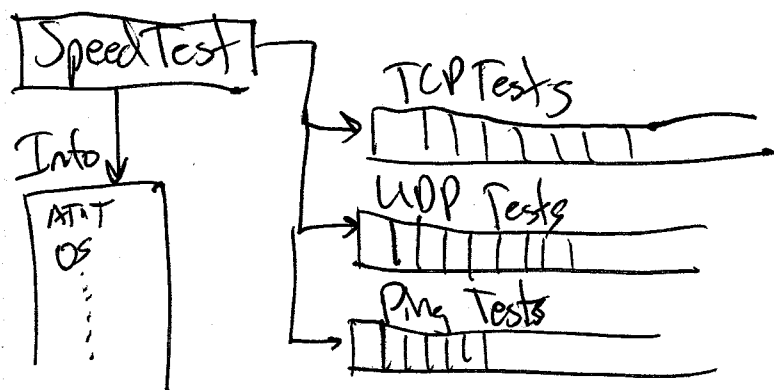 SpeedTest
TCP Tests
Info
UDP Tests
AT&T
OS
Ping Tests